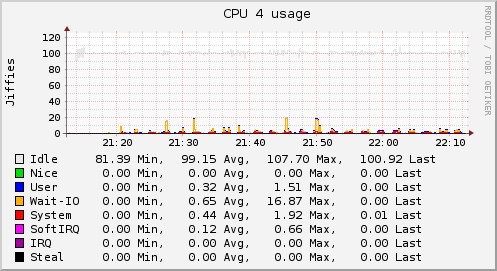 CPU 4 usage
RRDTOOL / TOBI OETIKER
Jiffies
120
100
80
60
40
20
0
21:20 21:30 21:40 21:50 22:00 22:10
Idle 81.39 Min, 99.15 Avg, 107.70 Max, 100.92 Last
Nice 0.00 Min, 0.00 Avg, 0.00 Max, 0.00 Last
User 0.00 Min, 0.32 Avg, 1.51 Max, 0.00 Last
Wait-IO 0.00 Min, 0.65 Avg, 16.87 Max, 0.00 Last
System 0.00 Min, 0.44 Avg, 1.92 Max, 0.01 Last
SoftIRQ 0.00 Min, 0.12 Avg, 0.66 Max, 0.00 Last
IRQ 0.00 Min, 0.00 Avg, 0.00 Max, 0.00 Last
Steal 0.00 Min, 0.00 Avg, 0.00 Max, 0.00 Last